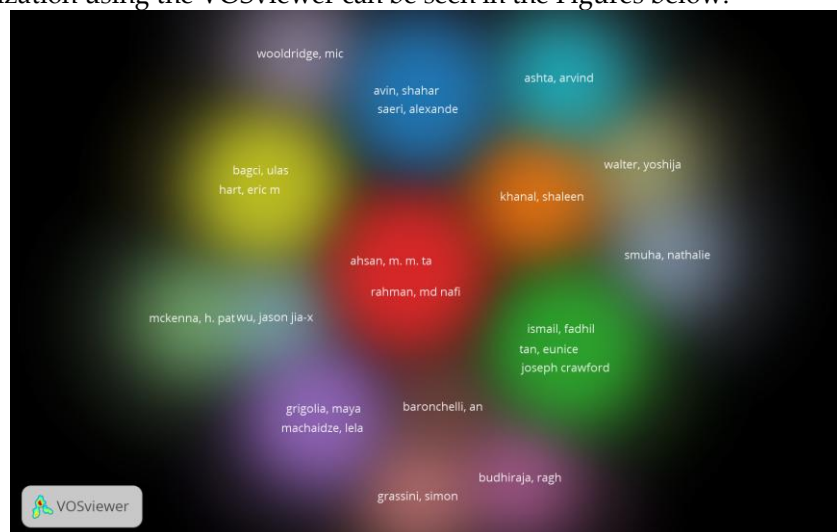 using the VOSviewer can be seen in the Figures below:
wooldridge, mic
avin, shahar
saeri, alexande
ashta, arvind
bagci, ulas
hart, eric m
walter, yoshija
khanal, shaleen
ahsan, m. m. ta
rahman, md nafi
smuha, nathalie
mckenna, h. pat
wu, jason jia-x
ismail, fadhil
tan, eunice
joseph crawford
grigolia, maya
machaidze, lela
baronchelli, an
budhiraja, ragh
grassini, simon
VOSviewer